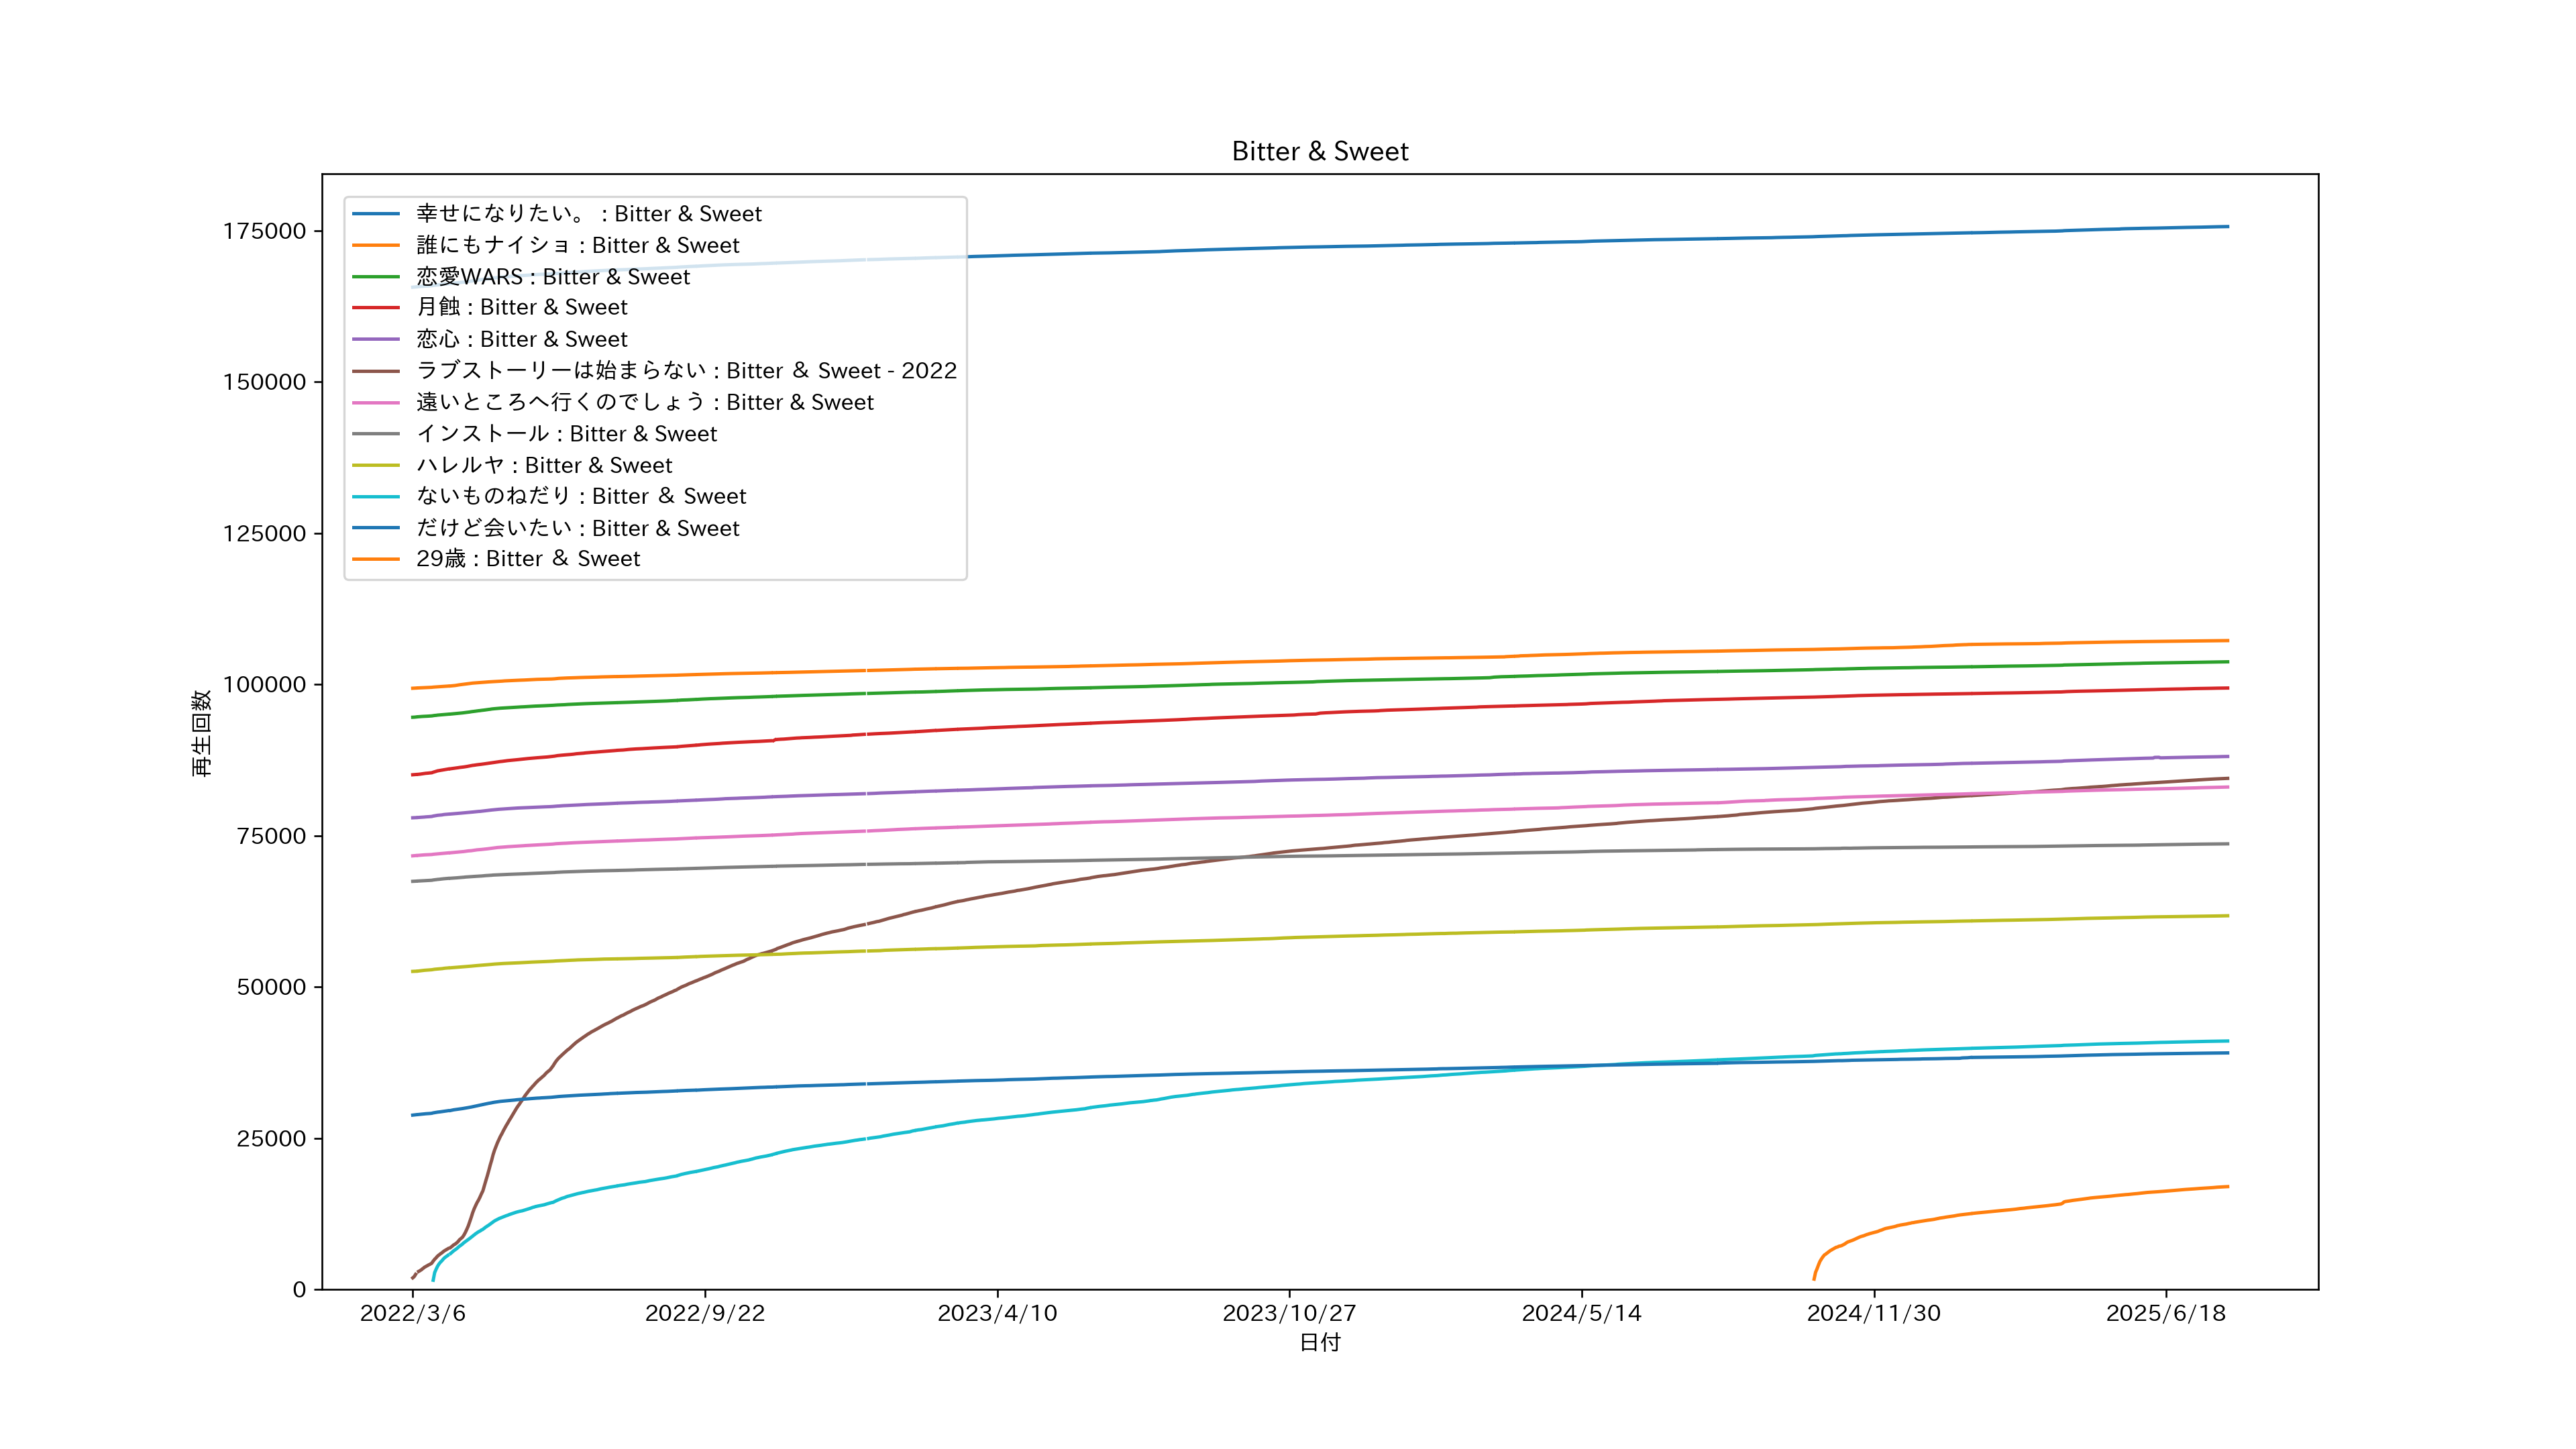 Bitter & Sweet
幸せになりたい。 : Bitter & Sweet
誰にもナイショ : Bitter & Sweet
恋愛WARS : Bitter & Sweet
月蝕 : Bitter & Sweet
恋心 : Bitter & Sweet
ラブストーリーは始まらない : Bitter ＆ Sweet - 2022
遠いところへ行くのでしょう : Bitter & Sweet
インストール : Bitter & Sweet
ハレルヤ : Bitter & Sweet
ないものねだり : Bitter ＆ Sweet
だけど会いたい : Bitter & Sweet
29歳 : Bitter ＆ Sweet
175000
150000
125000
100000
75000
50000
25000
0
再生回数
2022/3/6
2022/9/22
2023/4/10
2023/10/27
2024/5/14
2024/11/30
2025/6/18
日付